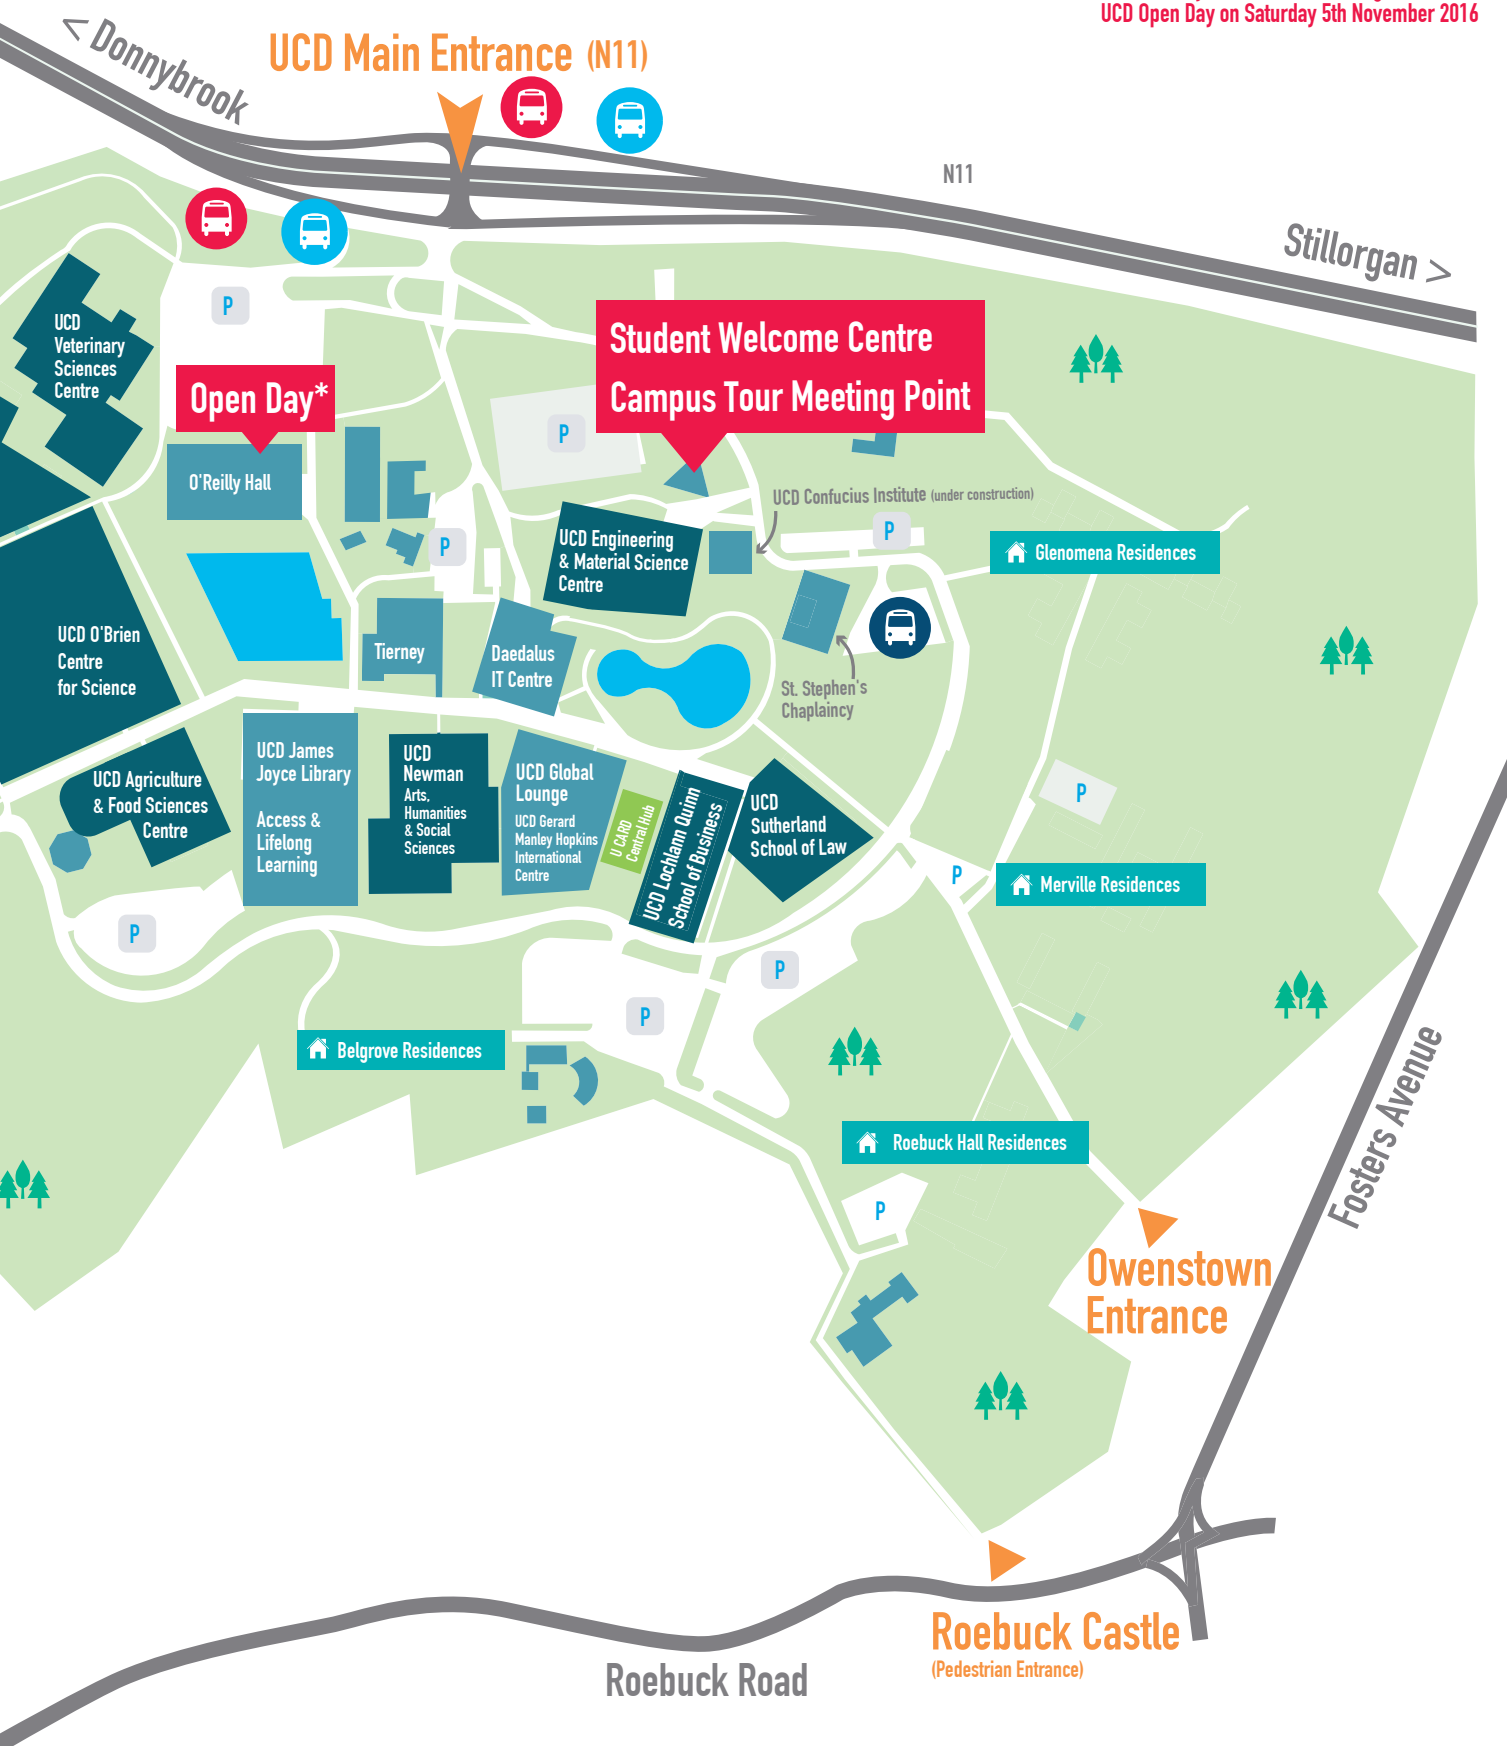 UCD Open Day on Saturday 5th November 2016
< Donnybrook
UCD Main Entrance (N11)
N11
Stillorgan >
P
UCD
Veterinary
Sciences
Centre
Open Day*
Student Welcome Centre
Campus Tour Meeting Point
P
O'Reilly Hall
UCD Confucius Institute (under construction)
P
P
UCD Engineering
& Material Science
Centre
Glenomena Residences
UCD O'Brien
Centre
for Science
Tierney
Daedalus
IT Centre
St. Stephen's
Chaplaincy
UCD Agriculture
& Food Sciences
Centre
UCD James
Joyce Library
Access &
Lifelong
Learning
UCD
Newman
Arts,
Humanities
& Social
Sciences
UCD Global
Lounge
UCD Gerard
Manley Hopkins
International
Centre
U CARD
Central Hub
UCD Lochlann Quinn
School of Business
UCD
Sutherland
School of Law
P
P
Merville Residences
P
P
P
Belgrove Residences
Roebuck Hall Residences
P
Fosters Avenue
Owenstown
Entrance
Roebuck Castle
(Pedestrian Entrance)
Roebuck Road